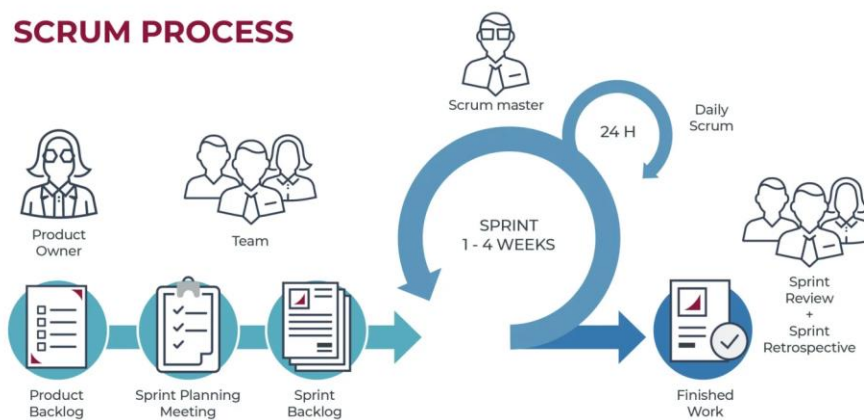 SCRUM PROCESS
Scrum master
24 H
Daily
Scrum
Product
Owner
Team
SPRINT
1 - 4 WEEKS
Sprint
Review
+
Sprint
Retrospective
Product
Backlog
Sprint Planning
Meeting
Sprint
Backlog
Finished
Work